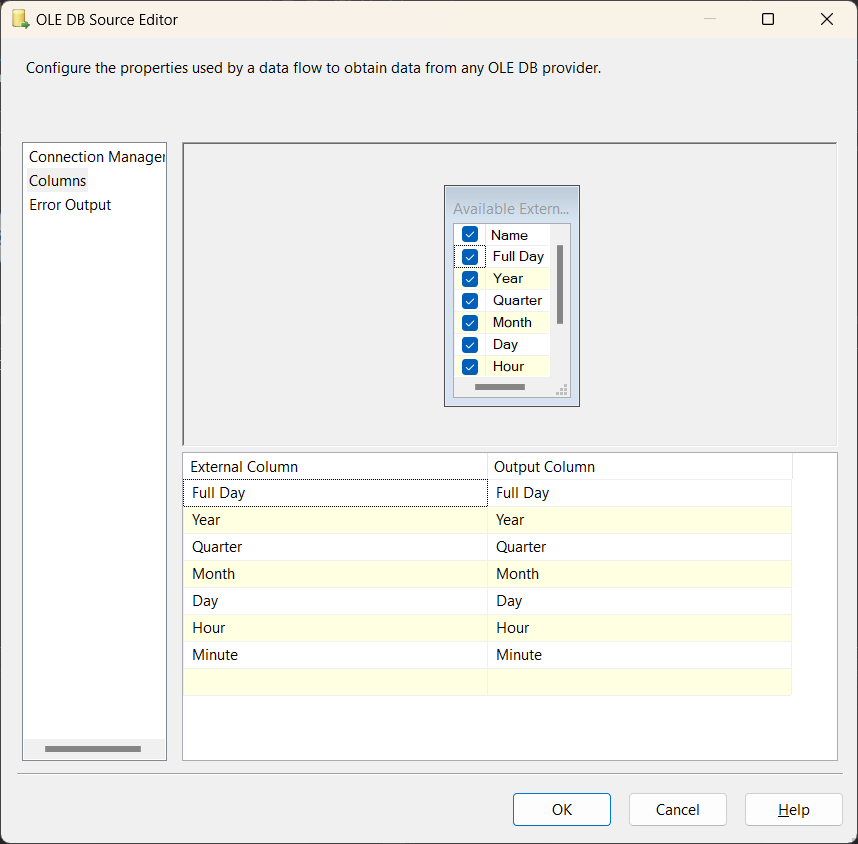 OLE DB Source Editor
Configure the properties used by a data flow to obtain data from any OLE DB provider.
Connection Manager
Columns
Error Output
Available Extern...
Name
Full Day
Year
Quarter
Month
Day
Hour
External Column Output Column
Full Day Full Day
Year Year
Quarter Quarter
Month Month
Day Day
Hour Hour
Minute Minute
OK Cancel Help